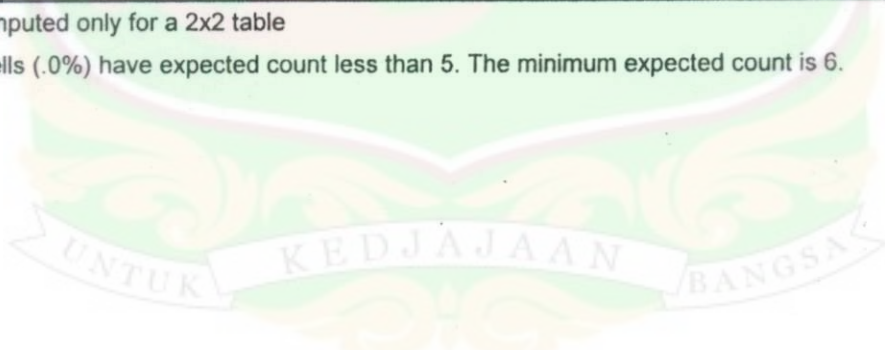 nputed only for a 2x2 table
lls (.0%) have expected count less than 5. The minimum expected count is 6.
UNTUK KEDJAJAAN BANGSA